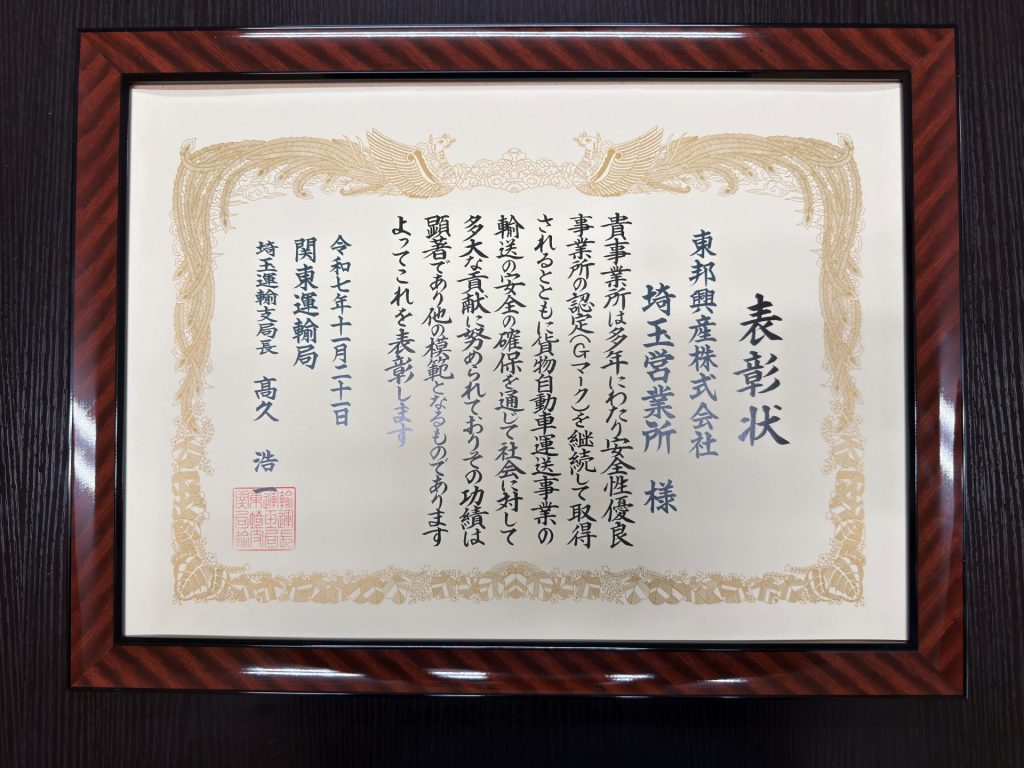 表彰状
東邦興産株式会社
埼玉営業所 様
貴事業所は多年にわたり安全性優良
事業所の認定(Gマーク)を継続して取得
されるとともに貨物自動車運送事業の
輸送の安全の確保を通じて社会に対して
多大な貢献に努められておりその功績は
顕著であり他の模範となるものであります
よってこれを表彰します
令和七年十一月二十一日
関東運輸局
埼玉運輸支局長 髙久 浩一